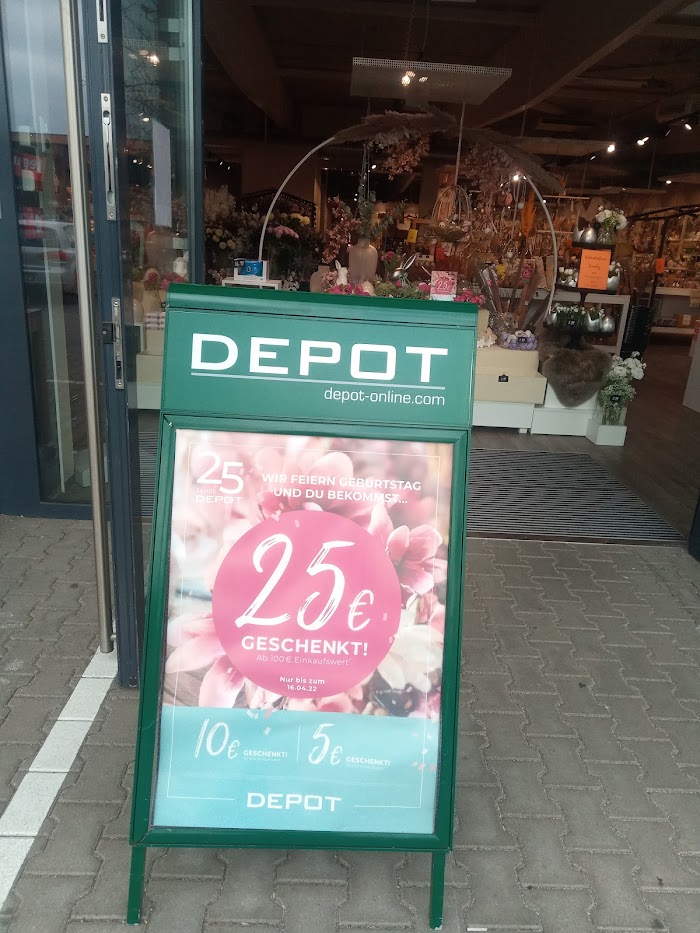 DEPOT
depot-online.com
25
JAHRE
DEPOT
WIR FEIERN GEBURTSTAG
UND DU BEKOMMST...
25€
GESCHENKT!
Ab 100€ Einkaufswert
Nur bis zum
16.04.22
10€ GESCHENKT!
5€ GESCHENKT!
DEPOT